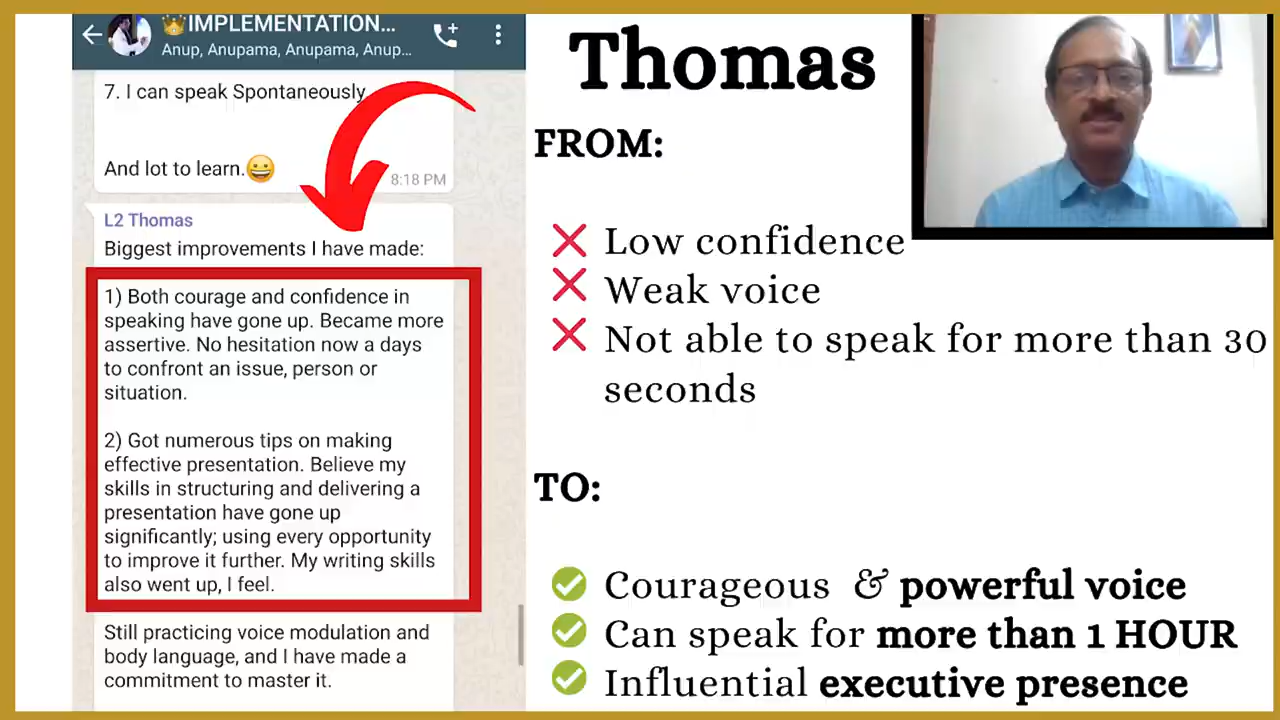 👑IMPLEMENTATION...
Anup, Anupama, Anupama, Anup...
7. I can speak Spontaneously
And lot to learn.😀
8:18 PM
L2 Thomas
Biggest improvements I have made:
1) Both courage and confidence in
speaking have gone up. Became more
assertive. No hesitation now a days
to confront an issue, person or
situation.
2) Got numerous tips on making
effective presentation. Believe my
skills in structuring and delivering a
presentation have gone up
significantly; using every opportunity
to improve it further. My writing skills
also went up, I feel.
Still practicing voice modulation and
body language, and I have made a
commitment to master it.
Thomas
FROM:
❌ Low confidence
❌ Weak voice
❌ Not able to speak for more than 30
seconds
TO:
✅ Courageous & powerful voice
✅ Can speak for more than 1 HOUR
✅ Influential executive presence